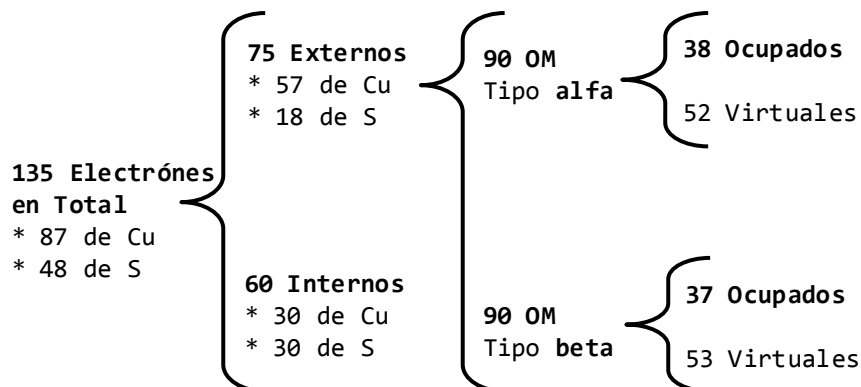 135 Electrónes
en Total
* 87 de Cu
* 48 de S
75 Externos
* 57 de Cu
* 18 de S
60 Internos
* 30 de Cu
* 30 de S
90 OM
Tipo alfa
38 Ocupados
52 Virtuales
90 OM
Tipo beta
37 Ocupados
53 Virtuales